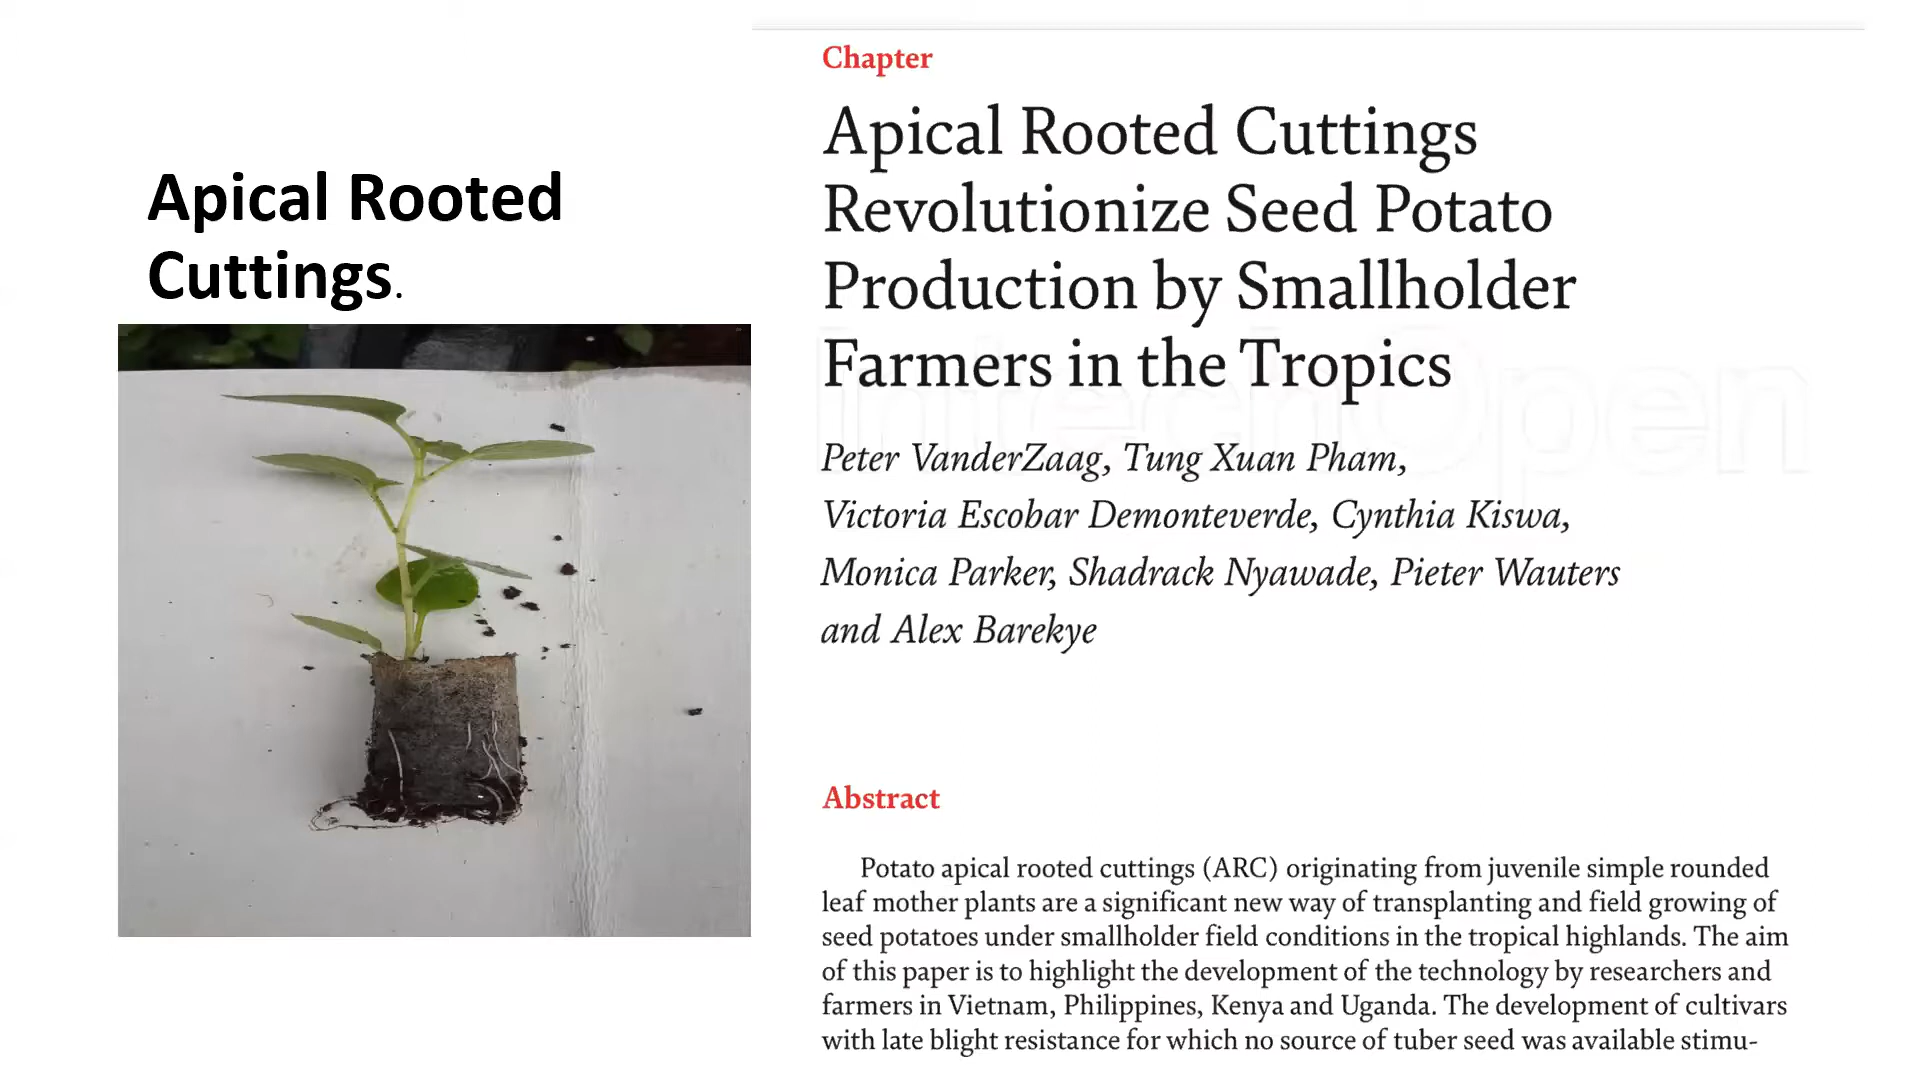 Apical Rooted
Cuttings.
Chapter
Apical Rooted Cuttings
Revolutionize Seed Potato
Production by Smallholder
Farmers in the Tropics
IntechOpen
Peter VanderZaag, Tung Xuan Pham,
Victoria Escobar Demonteverde, Cynthia Kiswa,
Monica Parker, Shadrack Nyawade, Pieter Wauters
and Alex Barekye
Abstract
Potato apical rooted cuttings (ARC) originating from juvenile simple rounded
leaf mother plants are a significant new way of transplanting and field growing of
seed potatoes under smallholder field conditions in the tropical highlands. The aim
of this paper is to highlight the development of the technology by researchers and
farmers in Vietnam, Philippines, Kenya and Uganda. The development of cultivars
with late blight resistance for which no source of tuber seed was available stimu-